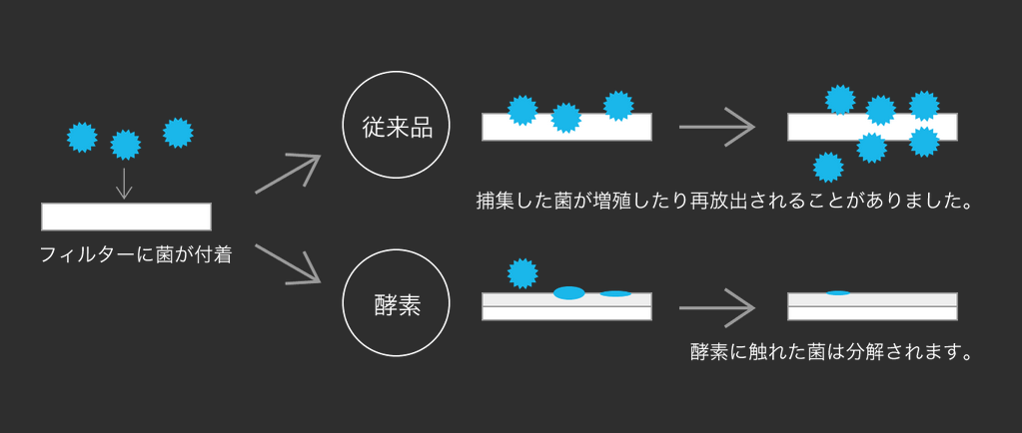 フィルターに菌が付着
従来品
捕集した菌が増殖したり再放出されることがありました。
酵素
酵素に触れた菌は分解されます。